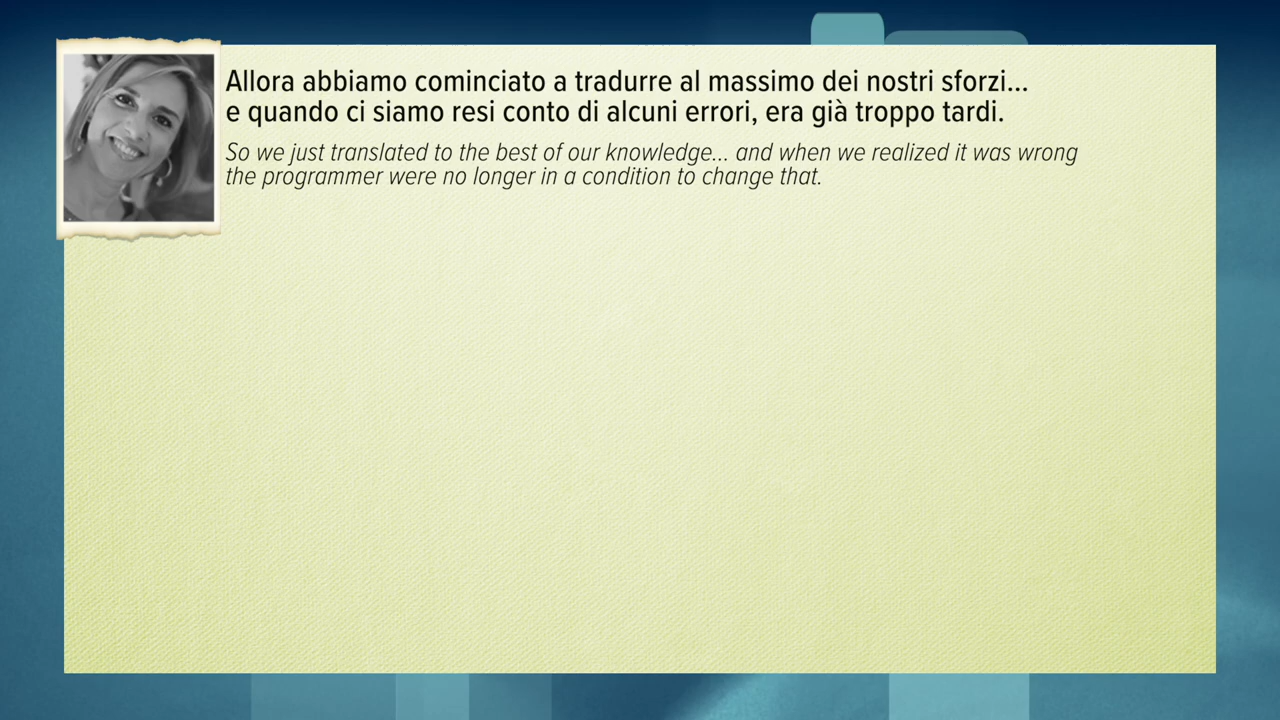 Allora abbiamo cominciato a tradurre al massimo dei nostri sforzi...
e quando ci siamo resi conto di alcuni errori, era già troppo tardi.
So we just translated to the best of our knowledge... and when we realized it was wrong
the programmer were no longer in a condition to change that.